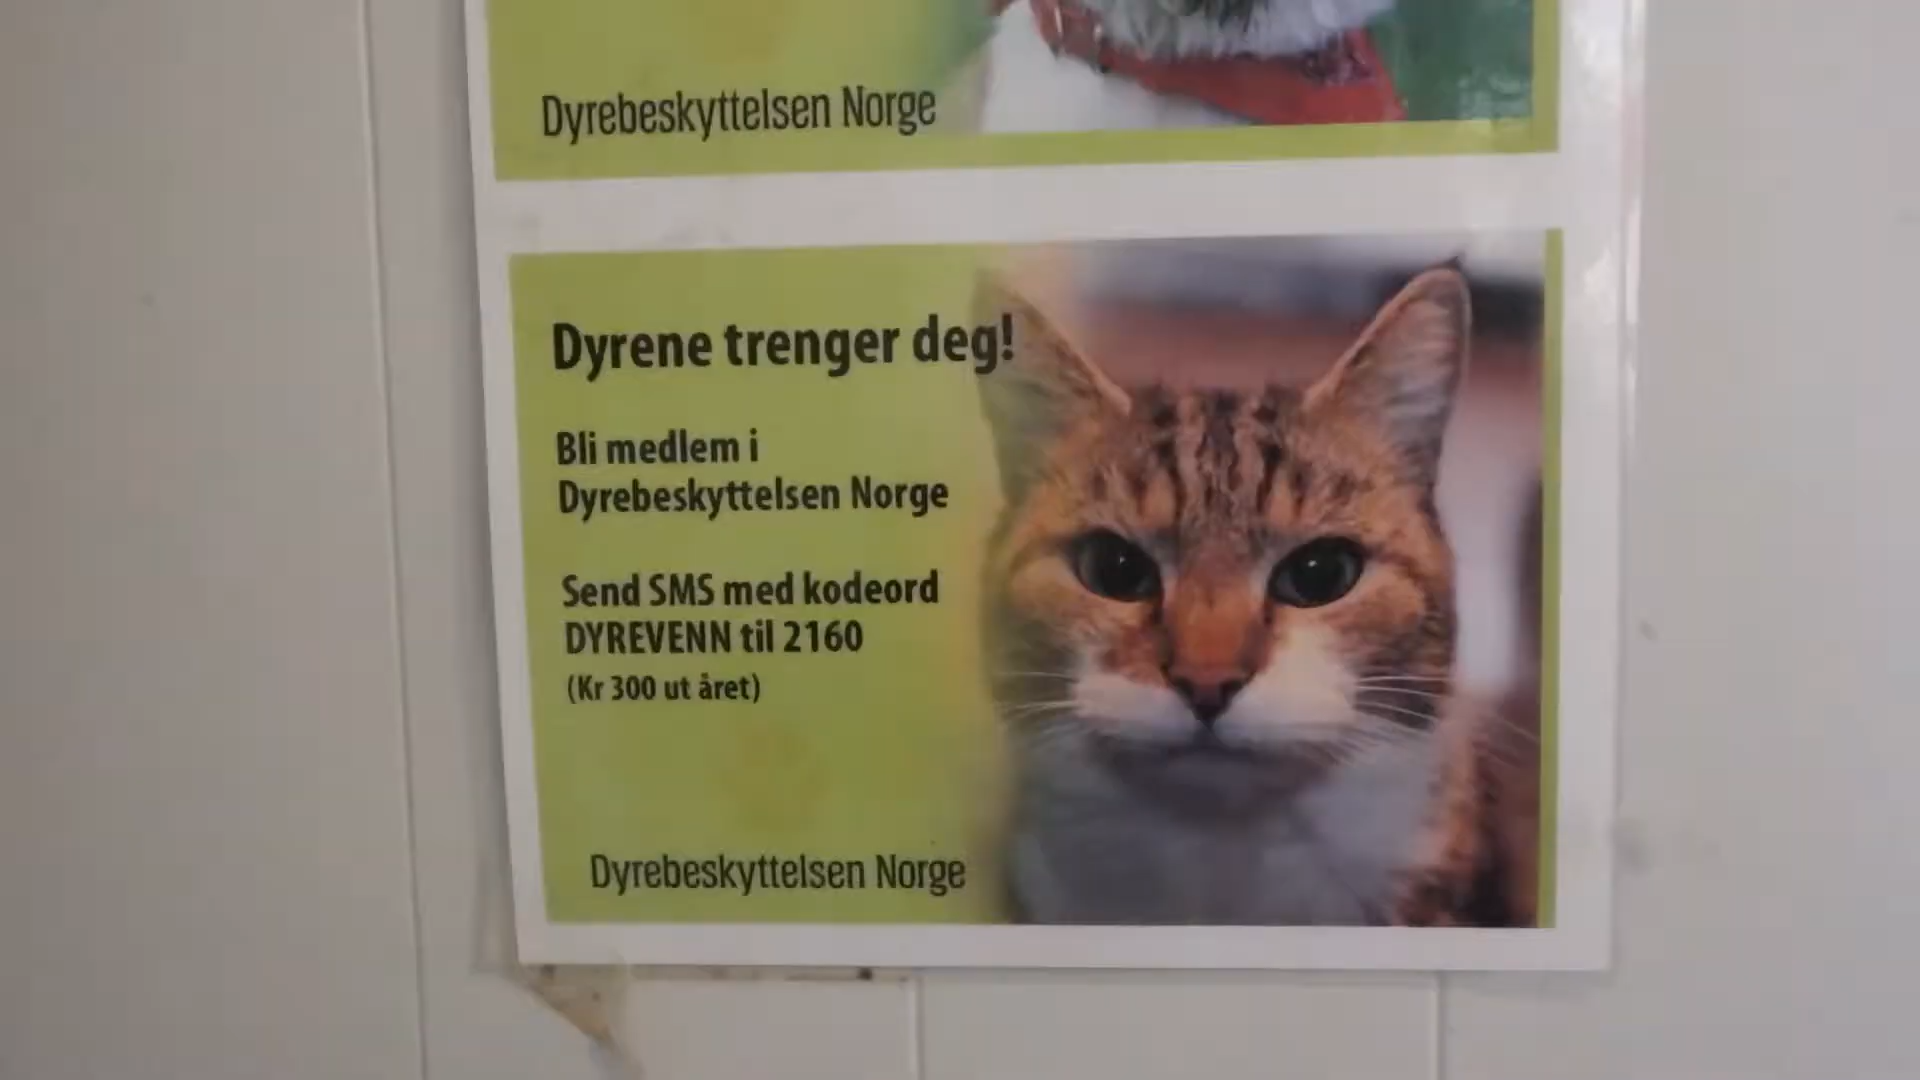 Dyrebeskyttelsen Norge
Dyrene trenger deg!
Bli medlem i
Dyrebeskyttelsen Norge
Send SMS med kodeord
DYREVENN til 2160
(Kr 300 ut året)
Dyrebeskyttelsen Norge